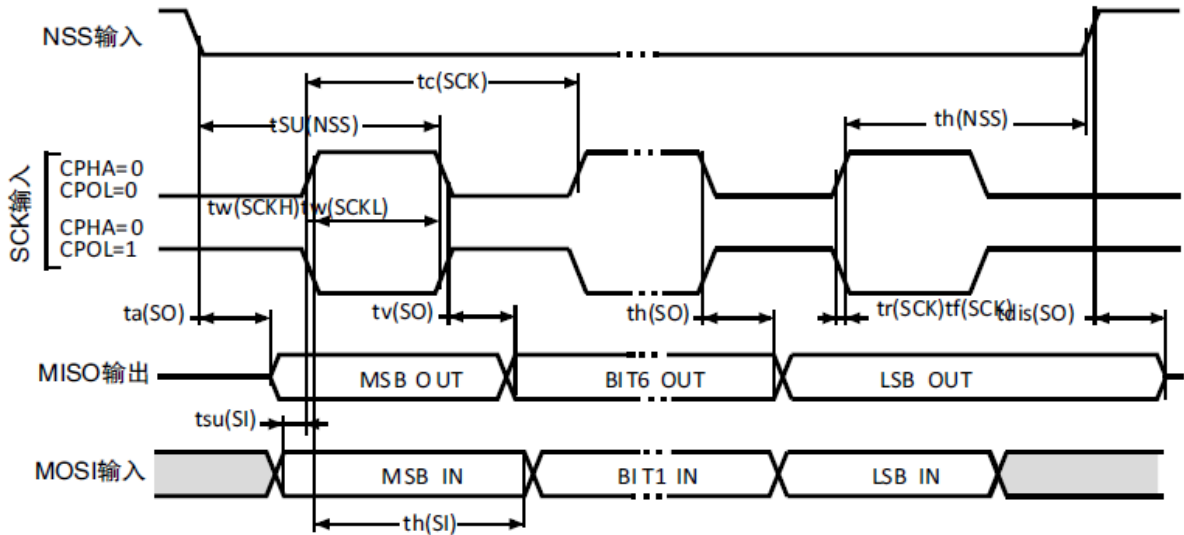 NSS输入
tc(SCK)
tSU(NSS)
th(NSS)
SCK输入
CPHA=0
CPOL=0
tw(SCKH)tw(SCKL)
CPHA=0
CPOL=1
ta(SO)
tv(SO)
th(SO)
tr(SCK)tf(SCK)
tdis(SO)
MISO输出
MSB OUT
BIT6 OUT
LSB OUT
tsu(SI)
MOSI输入
MSB IN
BIT1 IN
LSB IN
th(SI)